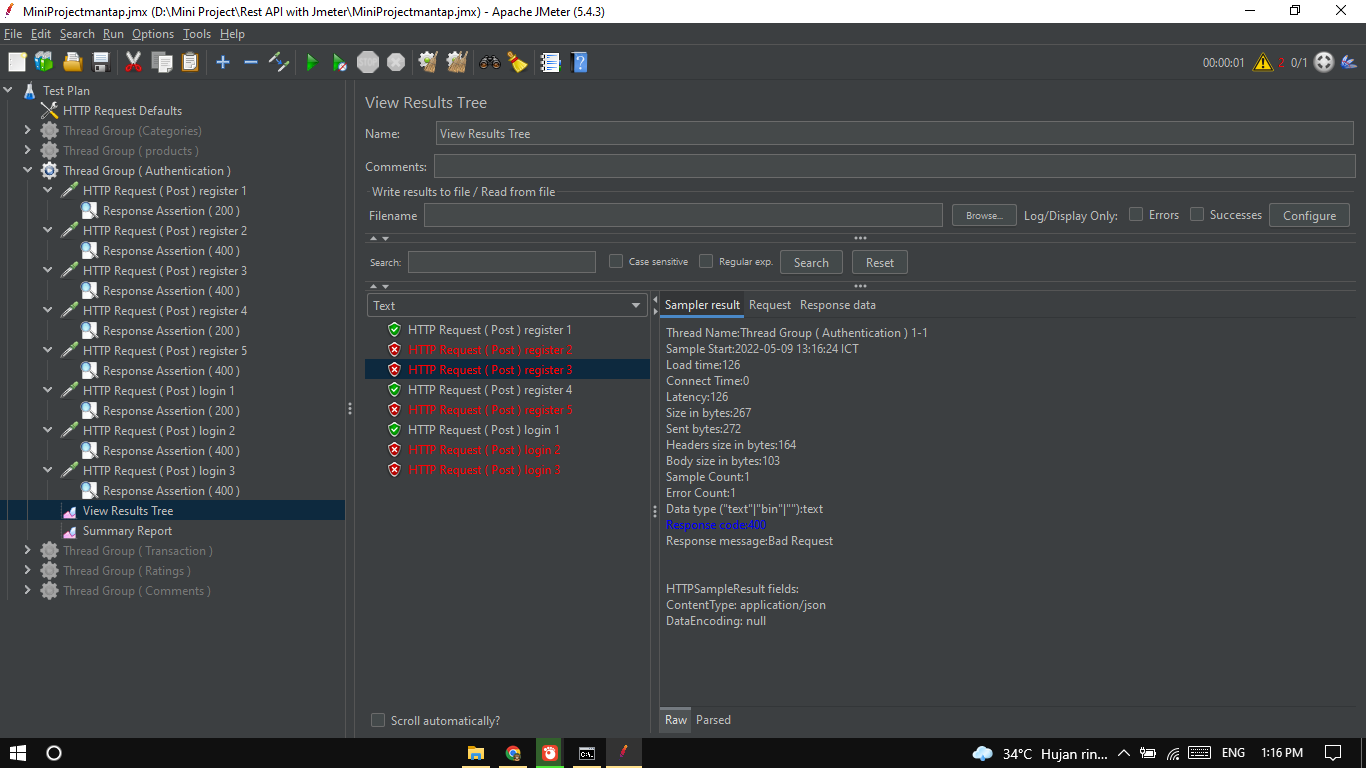 MiniProjectmantap.jmx (D:\Mini Project\Rest API with Jmeter\MiniProjectmantap.jmx) - Apache JMeter (5.4.3)
File Edit Search Run Options Tools Help
STOP
00:00:01 2 0/1
Test Plan
HTTP Request Defaults
Thread Group (Categories)
Thread Group ( products )
Thread Group ( Authentication )
HTTP Request ( Post ) register 1
Response Assertion ( 200 )
HTTP Request ( Post ) register 2
Response Assertion ( 400 )
HTTP Request ( Post ) register 3
Response Assertion ( 400 )
HTTP Request ( Post ) register 4
Response Assertion ( 200 )
HTTP Request ( Post ) register 5
Response Assertion ( 400 )
HTTP Request ( Post ) login 1
Response Assertion ( 200 )
HTTP Request ( Post ) login 2
Response Assertion ( 400 )
HTTP Request ( Post ) login 3
Response Assertion ( 400 )
View Results Tree
Summary Report
Thread Group ( Transaction )
Thread Group ( Ratings )
Thread Group ( Comments )
View Results Tree
Name: View Results Tree
Comments:
Write results to file / Read from file
Filename Browse... Log/Display Only: Errors Successes Configure
Search: Case sensitive Regular exp. Search Reset
Text
HTTP Request ( Post ) register 1
HTTP Request ( Post ) register 2
HTTP Request ( Post ) register 3
HTTP Request ( Post ) register 4
HTTP Request ( Post ) register 5
HTTP Request ( Post ) login 1
HTTP Request ( Post ) login 2
HTTP Request ( Post ) login 3
Scroll automatically?
Sampler result Request Response data
Thread Name:Thread Group ( Authentication ) 1-1
Sample Start:2022-05-09 13:16:24 ICT
Load time:126
Connect Time:0
Latency:126
Size in bytes:267
Sent bytes:272
Headers size in bytes:164
Body size in bytes:103
Sample Count:1
Error Count:1
Data type ("text"|"bin"|""):text
Response code:400
Response message:Bad Request
HTTPSampleResult fields:
ContentType: application/json
DataEncoding: null
Raw Parsed
34°C Hujan rin... ENG 1:16 PM